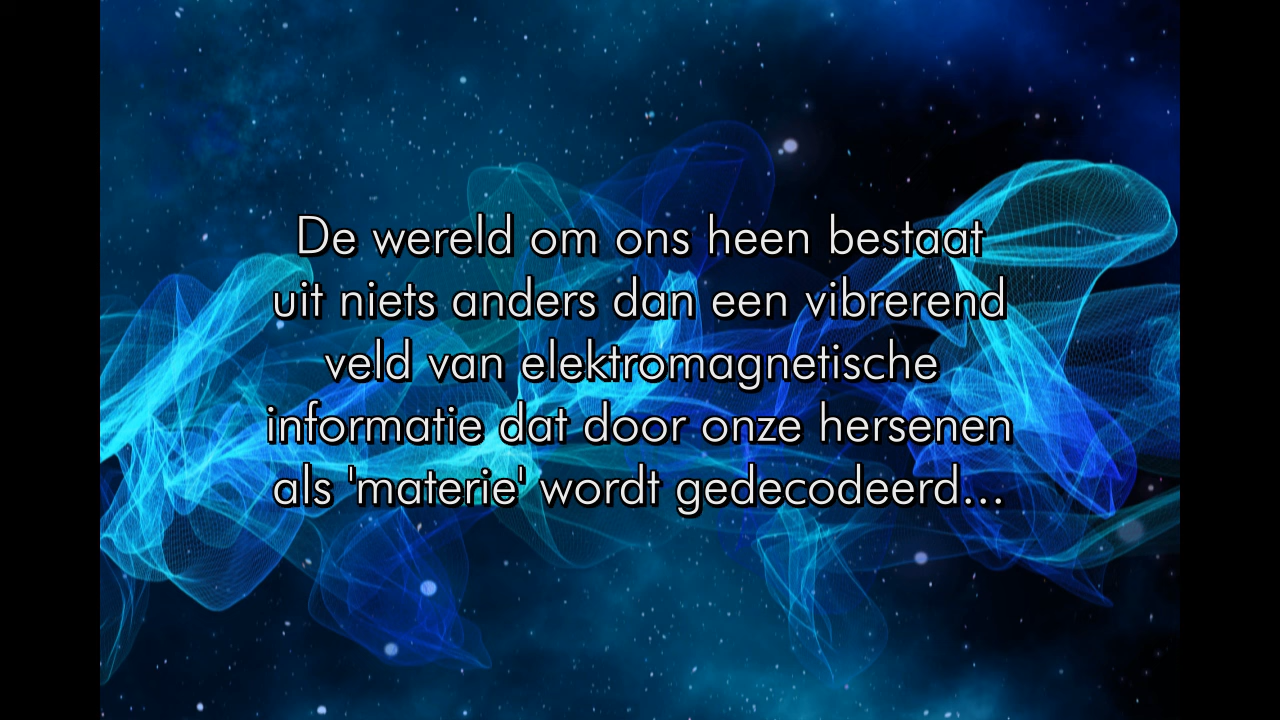 De wereld om ons heen bestaat
uit niets anders dan een vibrerend
veld van elektromagnetische
informatie dat door onze hersenen
als 'materie' wordt gedecodeerd...